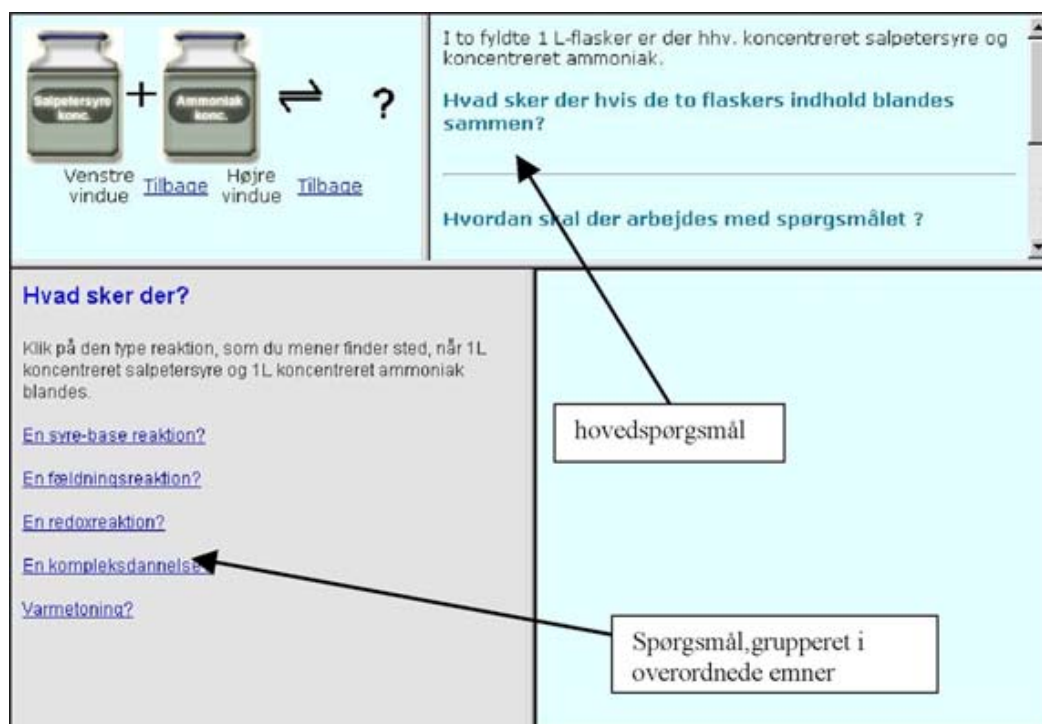 Salpetersyre
konc.
+
Ammoniak
konc.
⇌ ?
Venstre
vindue
Tilbage
Højre
vindue
Tilbage
I to fyldte 1 L-flasker er der hhv. koncentreret salpetersyre og
koncentreret ammoniak.
Hvad sker der hvis de to flaskers indhold blandes
sammen?
Hvordan skal der arbejdes med spørgsmålet ?
Hvad sker der?
Klik på den type reaktion, som du mener finder sted, når 1L
koncentreret salpetersyre og 1L koncentreret ammoniak
blandes.
En syre-base reaktion?
En fældningsreaktion?
En redoxreaktion?
En kompleksdannelse
Varmetoning?
hovedspørgsmål
Spørgsmål,grupperet i
overordnede emner